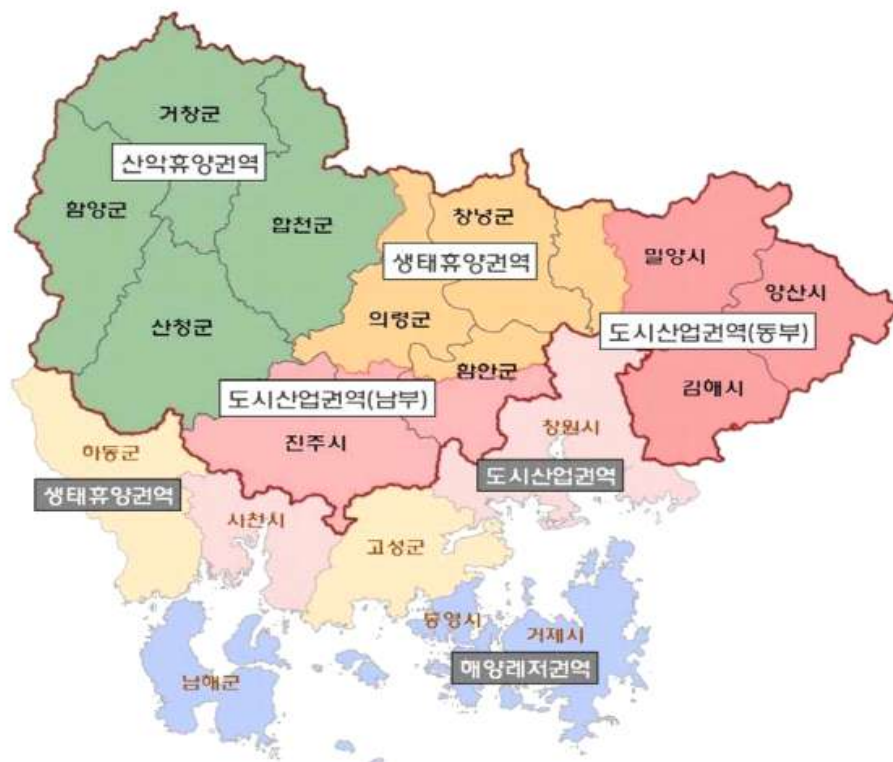 거창군
산악휴양권역
함양군
합천군
창녕군
생태휴양권역
밀양시
양산시
산청군
의령군
도시산업권역(동부)
함안군
도시산업권역(남부)
김해시
진주시
창원시
하동군
도시산업권역
생태휴양권역
사천시
고성군
통영시
거제시
해양레저권역
남해군